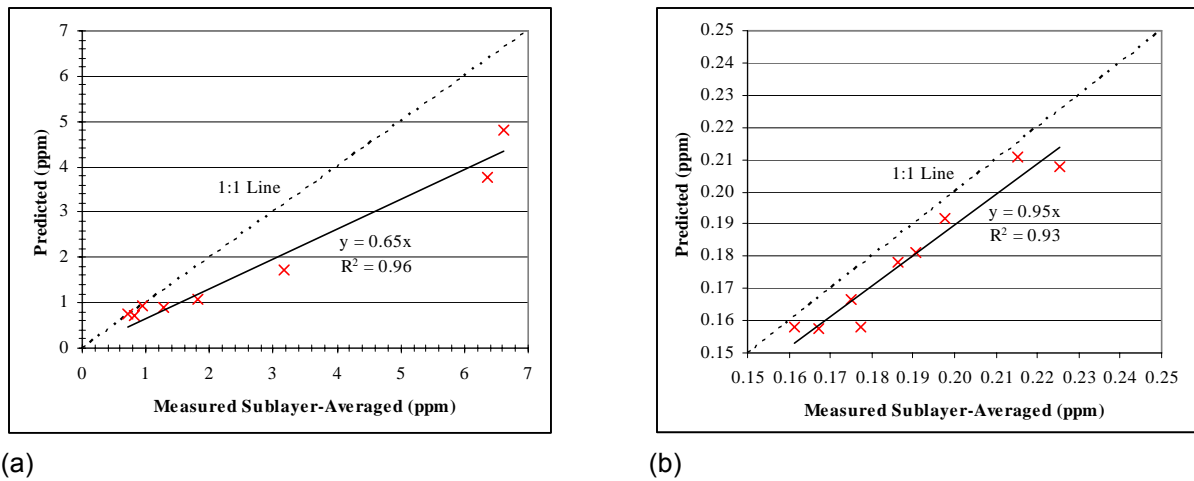 7
6
5
4
3
2
1
0
Predicted (ppm)
1:1 Line
y = 0.65x
R² = 0.96
0 1 2 3 4 5 6 7
Measured Sublayer-Averaged (ppm)
(a)
0.25
0.24
0.23
0.22
0.21
0.20
0.19
0.18
0.17
0.16
0.15
Predicted (ppm)
1:1 Line
y = 0.95x
R² = 0.93
0.15 0.16 0.17 0.18 0.19 0.20 0.21 0.22 0.23 0.24 0.25
Measured Sublayer-Averaged (ppm)
(b)